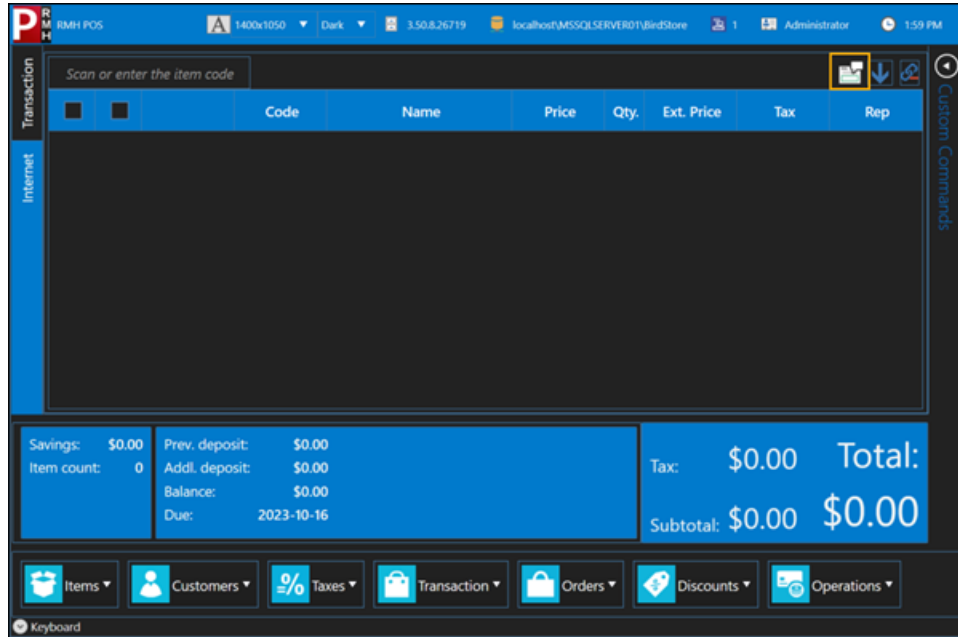 P RMH RMH POS A 1400x1050 Dark 3.50.8.26719 localhost\MSSQLSERVER01\BirdStore 1 Administrator 1:59 PM
Transaction
Internet
Scan or enter the item code
Code Name Price Qty. Ext. Price Tax Rep
Custom Commands
Savings: $0.00
Item count: 0
Prev. deposit: $0.00
Addl. deposit: $0.00
Balance: $0.00
Due: 2023-10-16
Tax: $0.00
Subtotal: $0.00
Total:
$0.00
Items Customers % Taxes Transaction Orders Discounts Operations
Keyboard